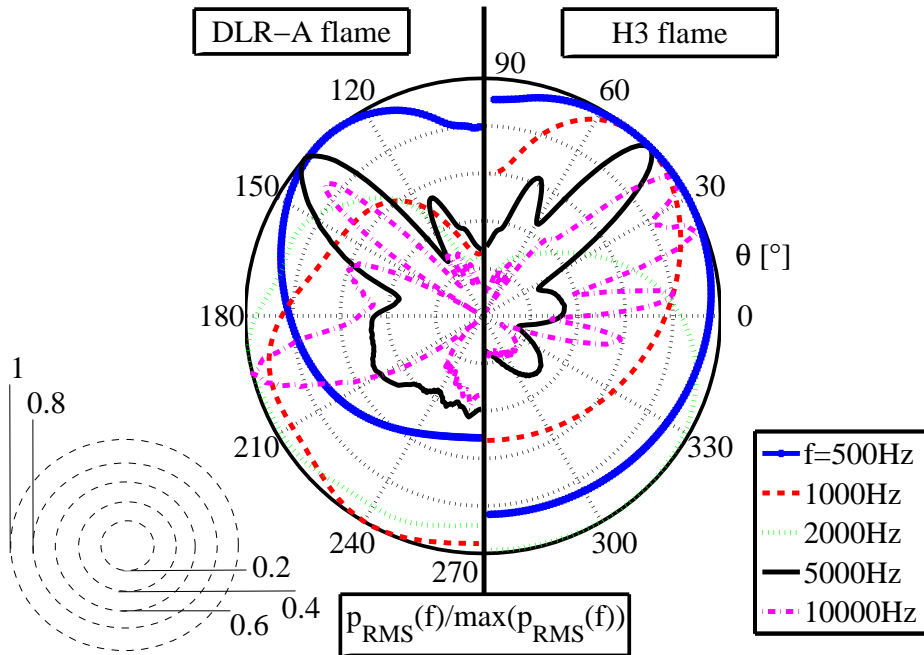 DLR−A flame
H3 flame
90
120
60
150
30
θ [°]
180
0
1
0.8
210
330
f=500Hz
1000Hz
2000Hz
5000Hz
10000Hz
240
300
270
0.2
0.4
0.6
p_RMS(f)/max(p_RMS(f))